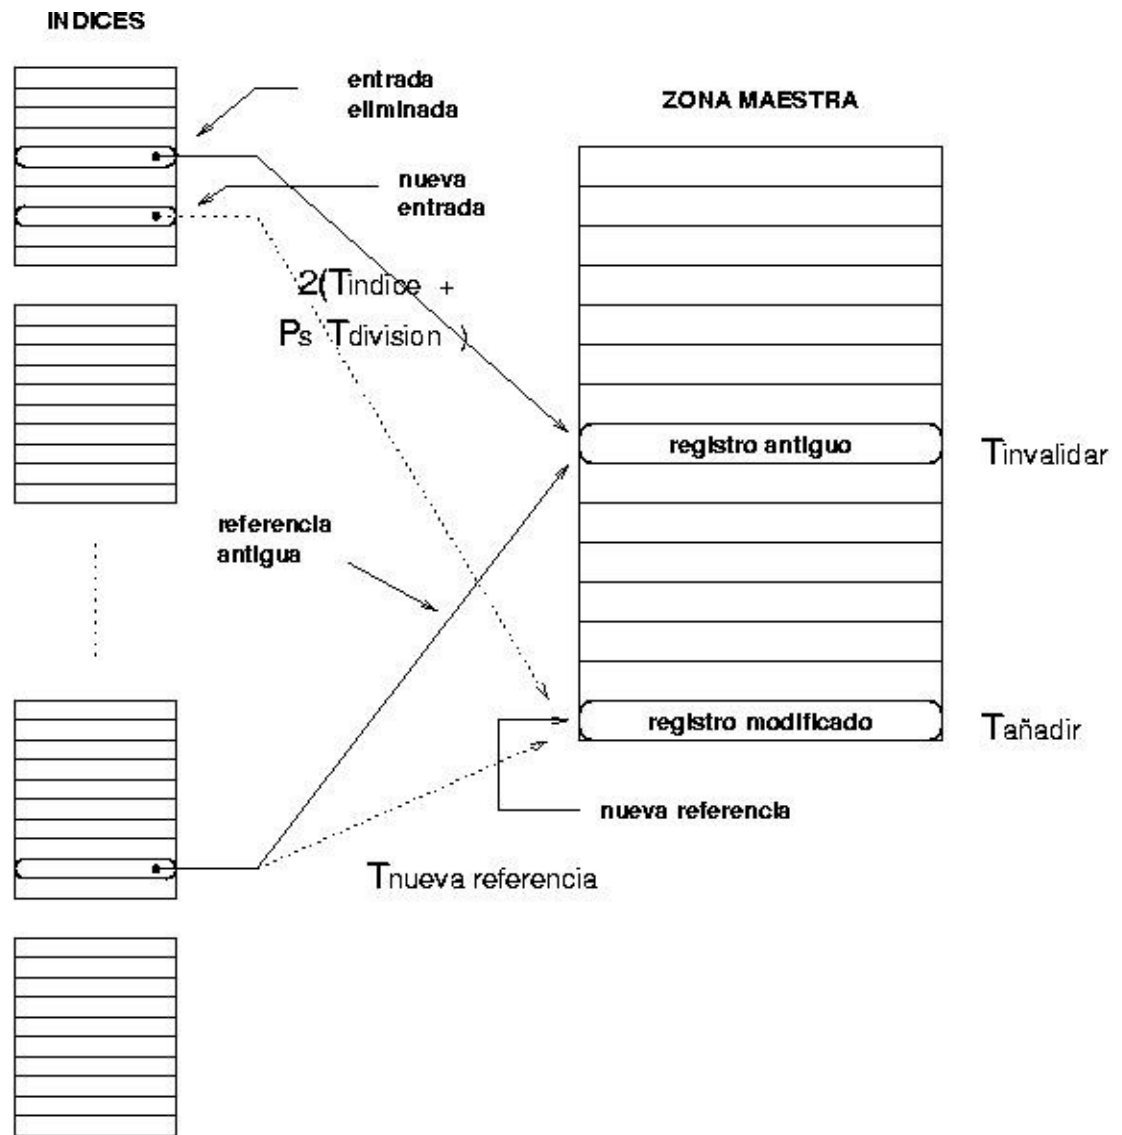 INDICES
entrada
eliminada
ZONA MAESTRA
nueva
entrada
2(Tindice +
Ps Tdivision )
registro antiguo
Tinvalidar
referencia
antigua
registro modificado
Tañadir
nueva referencia
Tnueva referencia